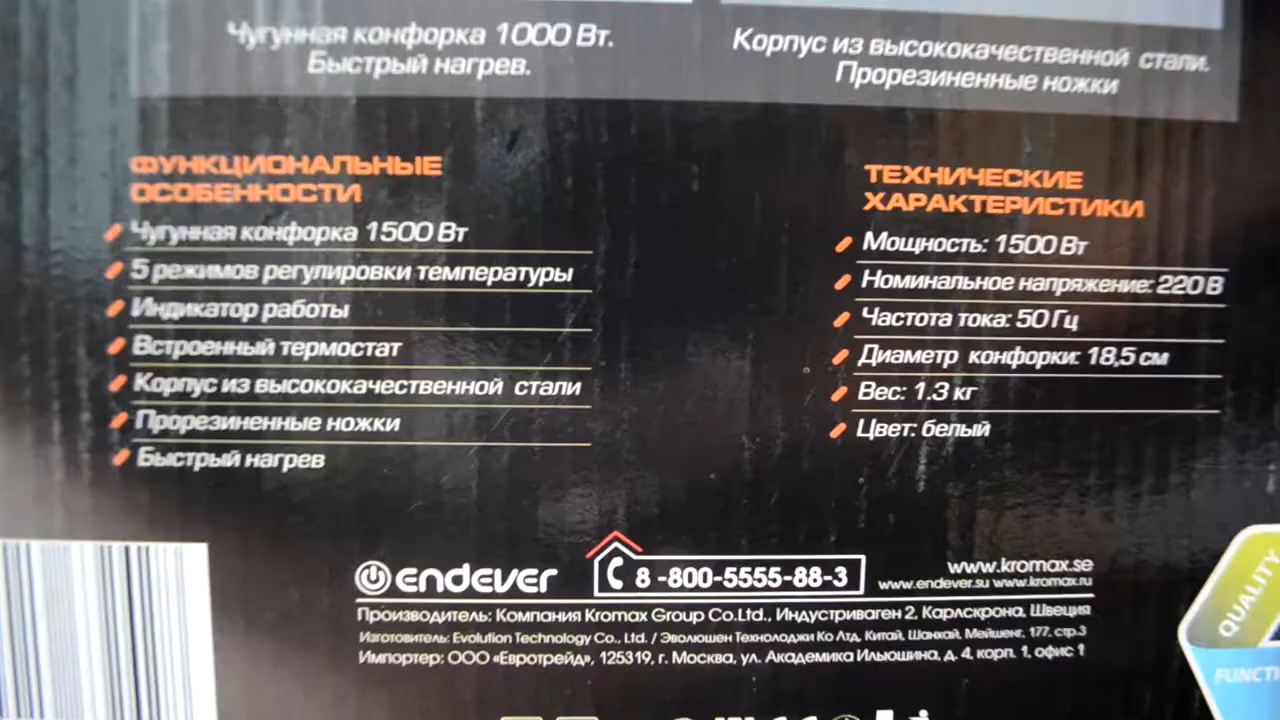 Чугунная конфорка 1000 Вт.
Быстрый нагрев.
Корпус из высококачественной стали.
Прорезиненные ножки
ФУНКЦИОНАЛЬНЫЕ
ОСОБЕННОСТИ
Чугунная конфорка 1500 Вт
5 режимов регулировки температуры
Индикатор работы
Встроенный термостат
Корпус из высококачественной стали
Прорезиненные ножки
Быстрый нагрев
ТЕХНИЧЕСКИЕ
ХАРАКТЕРИСТИКИ
Мощность: 1500 Вт
Номинальное напряжение: 220 В
Частота тока: 50 Гц
Диаметр конфорки: 18,5 см
Вес: 1.3 кг
Цвет: белый
endever
8 -800-5555-88-3
www.kromax.se
www.endever.su www.kromax.ru
Производитель: Компания Kromax Group Co.Ltd., Индустриваген 2, Карлскрона, Швеция
Изготовитель: Evolution Technology Co., Ltd. / Эволюшен Технолоджи Ко Лтд, Китай, Шанхай, Мейшенг, 177, стр.3
Импортер: ООО «Евротрейд», 125319, г. Москва, ул. Академика Ильюшина, д. 4, корп. 1, офис 1
QUALITY